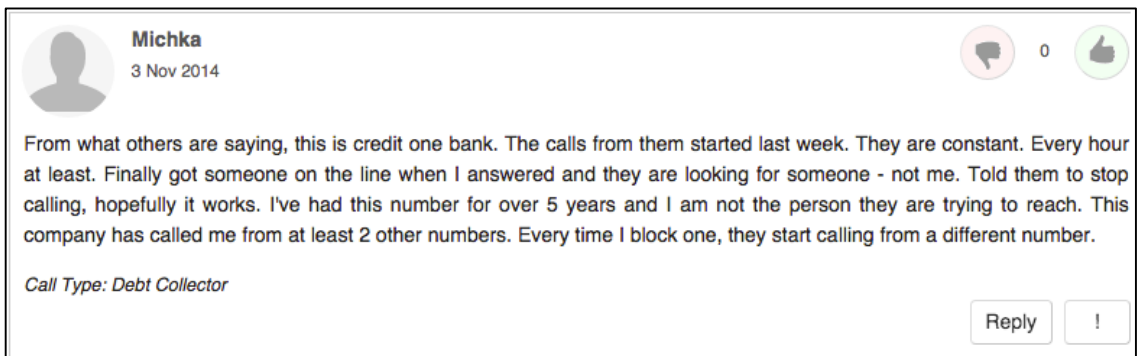 Michka
3 Nov 2014
0
From what others are saying, this is credit one bank. The calls from them started last week. They are constant. Every hour
at least. Finally got someone on the line when I answered and they are looking for someone - not me. Told them to stop
calling, hopefully it works. I've had this number for over 5 years and I am not the person they are trying to reach. This
company has called me from at least 2 other numbers. Every time I block one, they start calling from a different number.
Call Type: Debt Collector
Reply !